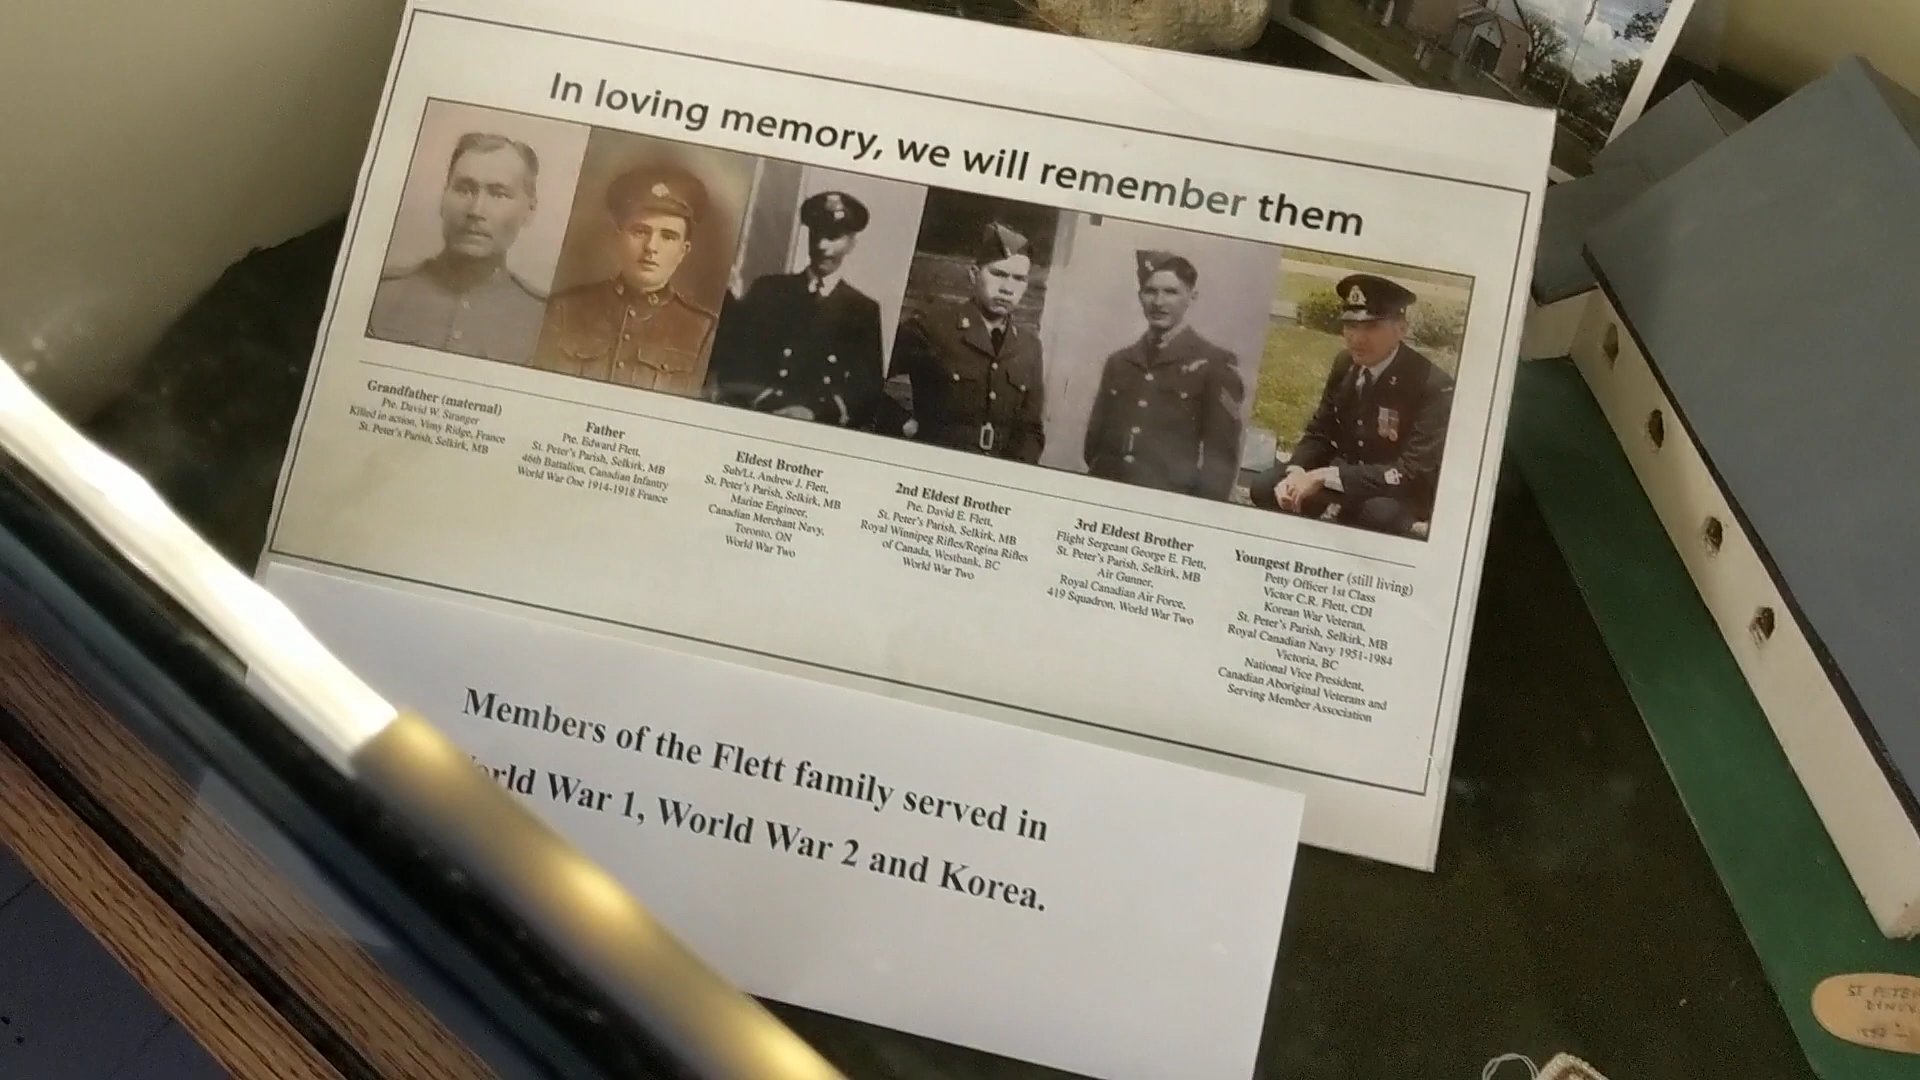 In loving memory, we will remember them
Grandfather (maternal)
Pte. David W. Stranger
Killed in action, Vimy Ridge, France
St. Peter's Parish, Selkirk, MB
Father
Pte. Edward Flett,
St. Peter's Parish, Selkirk, MB
46th Battalion, Canadian Infantry
World War One 1914-1918 France
Eldest Brother
Sub/Lt. Andrew J. Flett,
St. Peter's Parish, Selkirk, MB
Marine Engineer,
Canadian Merchant Navy,
Toronto, ON
World War Two
2nd Eldest Brother
Pte. David E. Flett,
St. Peter's Parish, Selkirk, MB
Royal Winnipeg Rifles/Regina Rifles
of Canada, Westbank, BC
World War Two
3rd Eldest Brother
Flight Sergeant George E. Flett,
St. Peter's Parish, Selkirk, MB
Air Gunner,
Royal Canadian Air Force,
419 Squadron, World War Two
Youngest Brother (still living)
Petty Officer 1st Class
Victor C.R. Flett, CDI
Korean War Veteran,
St. Peter's Parish, Selkirk, MB
Royal Canadian Navy 1951-1984
Victoria, BC
National Vice President,
Canadian Aboriginal Veterans and
Serving Member Association
Members of the Flett family served in
World War 1, World War 2 and Korea.
ST PETER